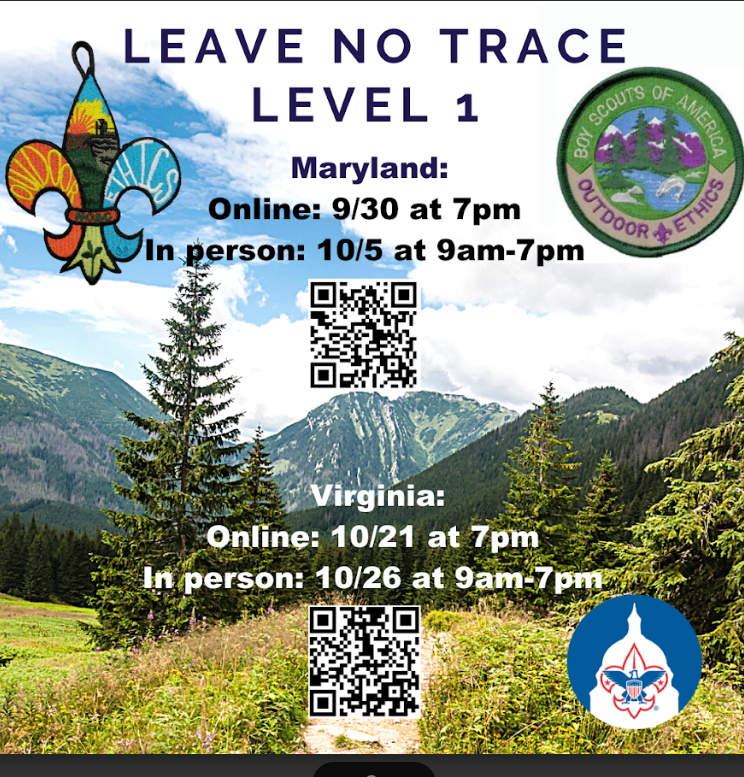 LEAVE NO TRACE
LEVEL 1
OUTDOOR ETHICS
BOY SCOUTS OF AMERICA
OUTDOOR ETHICS
Maryland:
Online: 9/30 at 7pm
In person: 10/5 at 9am-7pm
Virginia:
Online: 10/21 at 7pm
In person: 10/26 at 9am-7pm